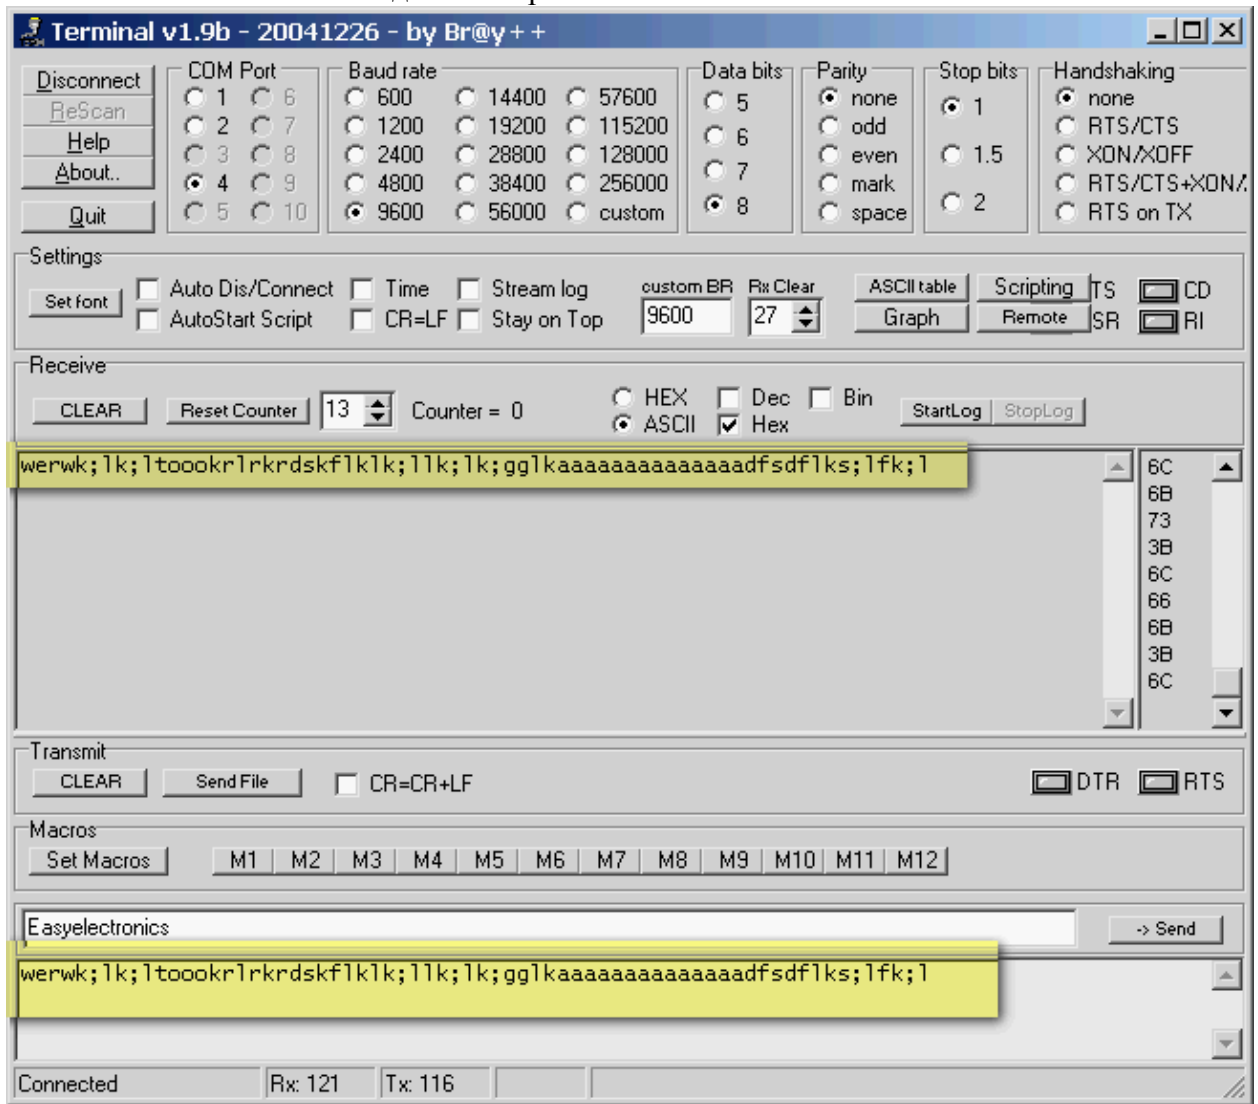 Terminal v1.9b - 20041226 - by Br@y++
Disconnect
ReScan
Help
About..
Quit
COM Port
1 6
2 7
3 8
4 9
5 10
Baud rate
600 14400 57600
1200 19200 115200
2400 28800 128000
4800 38400 256000
9600 56000 custom
Data bits
5
6
7
8
Parity
none
odd
even
mark
space
Stop bits
1
1.5
2
Handshaking
none
RTS/CTS
XON/XOFF
RTS/CTS+XON/
RTS on TX
Settings
Set font
Auto Dis/Connect Time Stream log
AutoStart Script CR=LF Stay on Top
custom BR Rx Clear
9600 27
ASCII table Scripting TS CD
Graph Remote SR RI
Receive
CLEAR Reset Counter 13 Counter = 0
HEX Dec Bin
ASCII Hex
StartLog StopLog
werwk;lk;ltoookrlrkrdskflklk;llk;lk;gglkaaaaaaaaaaaaaaadfsdflks;lfk;l
6C
6B
73
3B
6C
66
6B
3B
6C
Transmit
CLEAR Send File CR=CR+LF DTR RTS
Macros
Set Macros M1 M2 M3 M4 M5 M6 M7 M8 M9 M10 M11 M12
Easyelectronics -> Send
werwk;lk;ltoookrlrkrdskflklk;llk;lk;gglkaaaaaaaaaaaaaaadfsdflks;lfk;l
Connected Rx: 121 Tx: 116